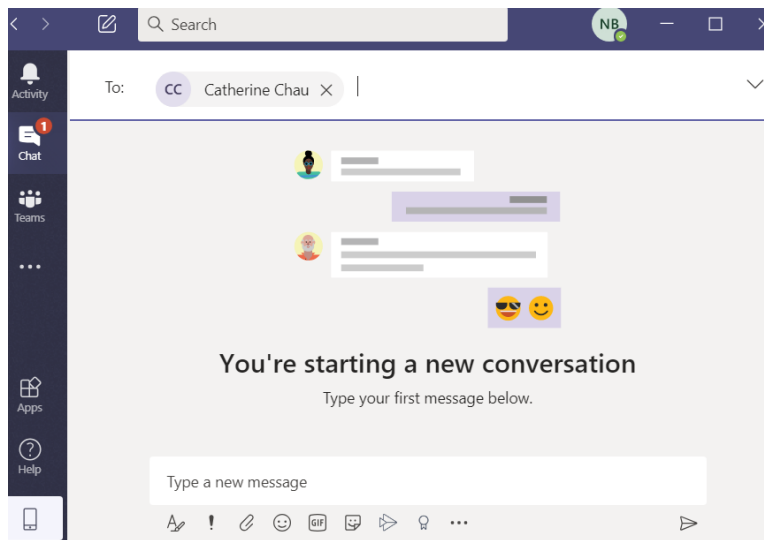 Search
NB
Activity
To:
CC Catherine Chau
1
Chat
Teams
You're starting a new conversation
Type your first message below.
Apps
Help
Type a new message
GIF